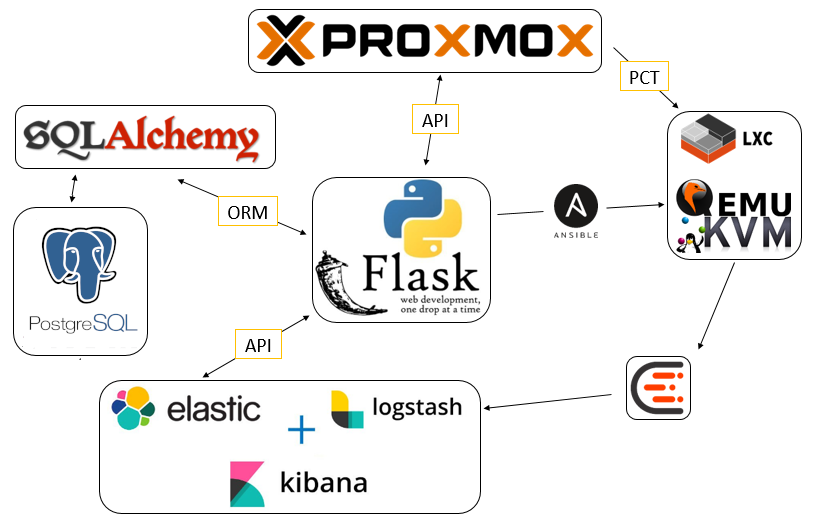 PROXMOX
PCT
API
SQLAlchemy
LXC
ORM
ANSIBLE
QEMU
KVM
Flask
web development,
one drop at a time
PostgreSQL
API
elastic
+
logstash
kibana